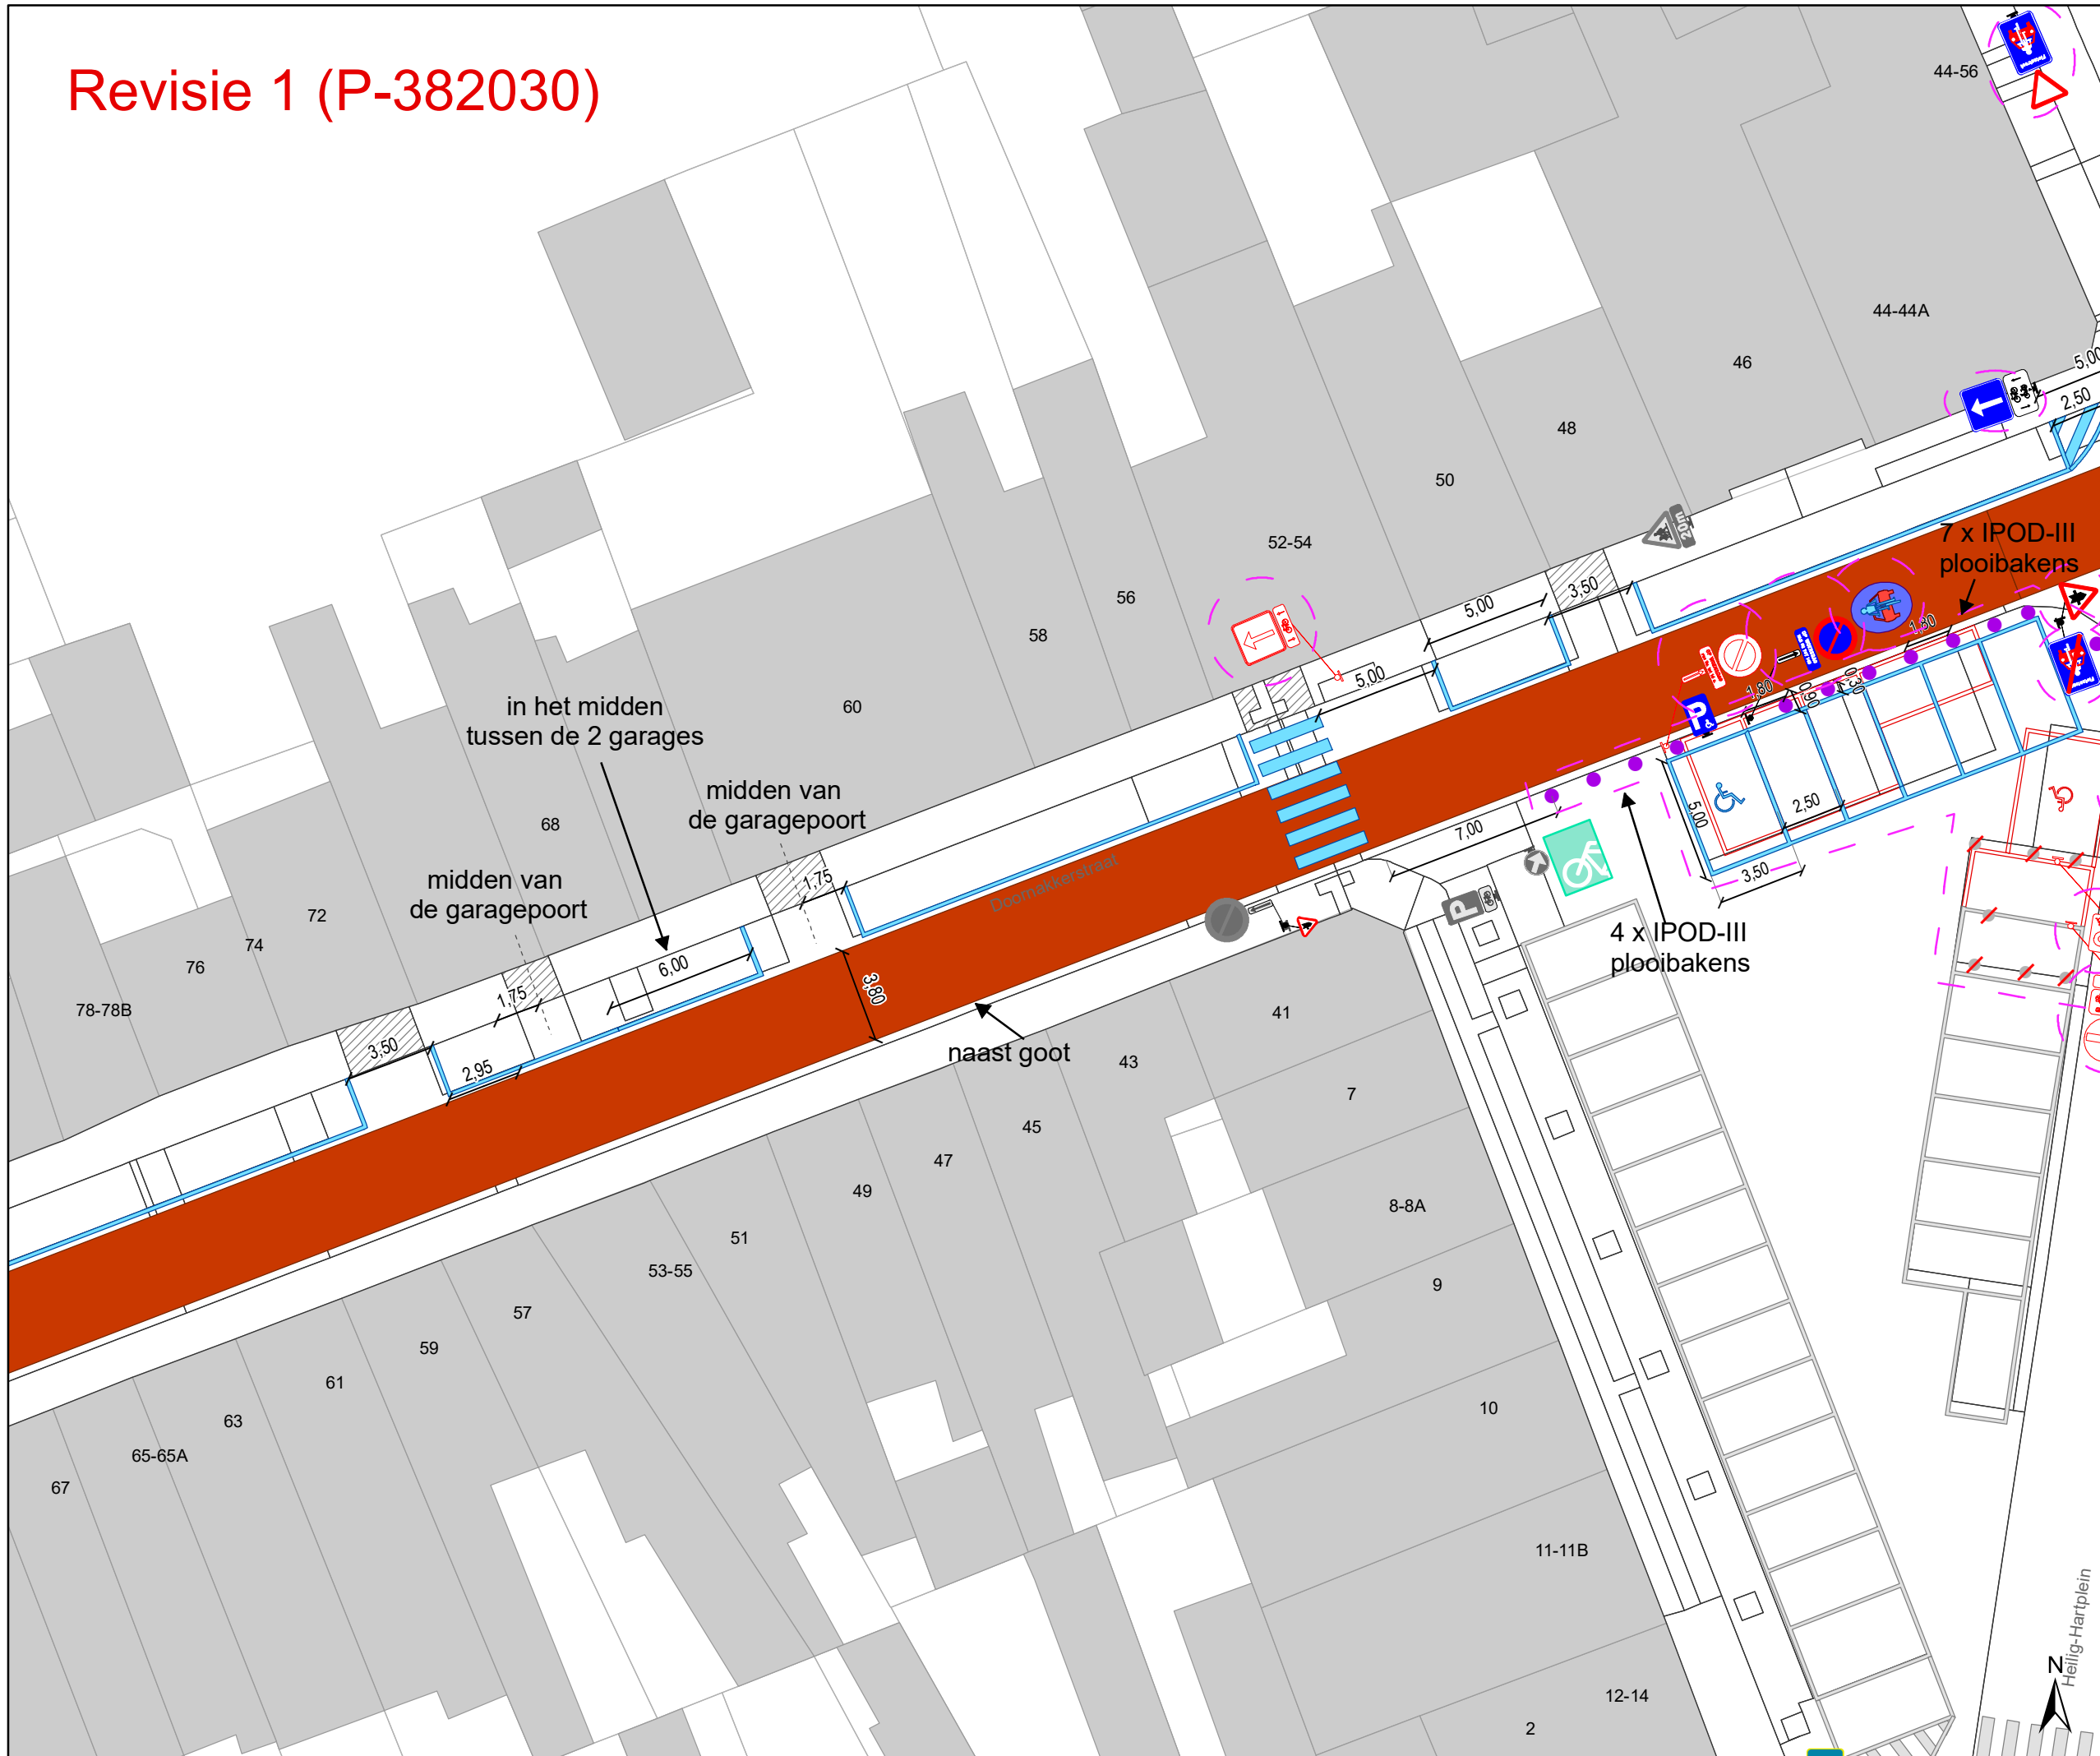 Revisie 1 (P-382030)
44-56
44-44A
46
5,00
2,50
48
50
20m
7 x IPOD-III
plooibakens
52-54
3,50
5,00
56
58
5,00
1,80
1,80
0,90
0,30
in het midden
tussen de 2 garages
60
midden van
de garagepoort
68
midden van
de garagepoort
5,00
2,50
7,00
3,50
Doornakkerstraat
1,75
72
74
76
78-78B
6,00
1,75
3,80
P
4 x IPOD-III
plooibakens
3,50
2,95
naast goot
41
43
7
45
47
49
8-8A
51
53-55
9
57
59
61
10
63
65-65A
67
11-11B
12-14
2
Heilig-Hartplein
N